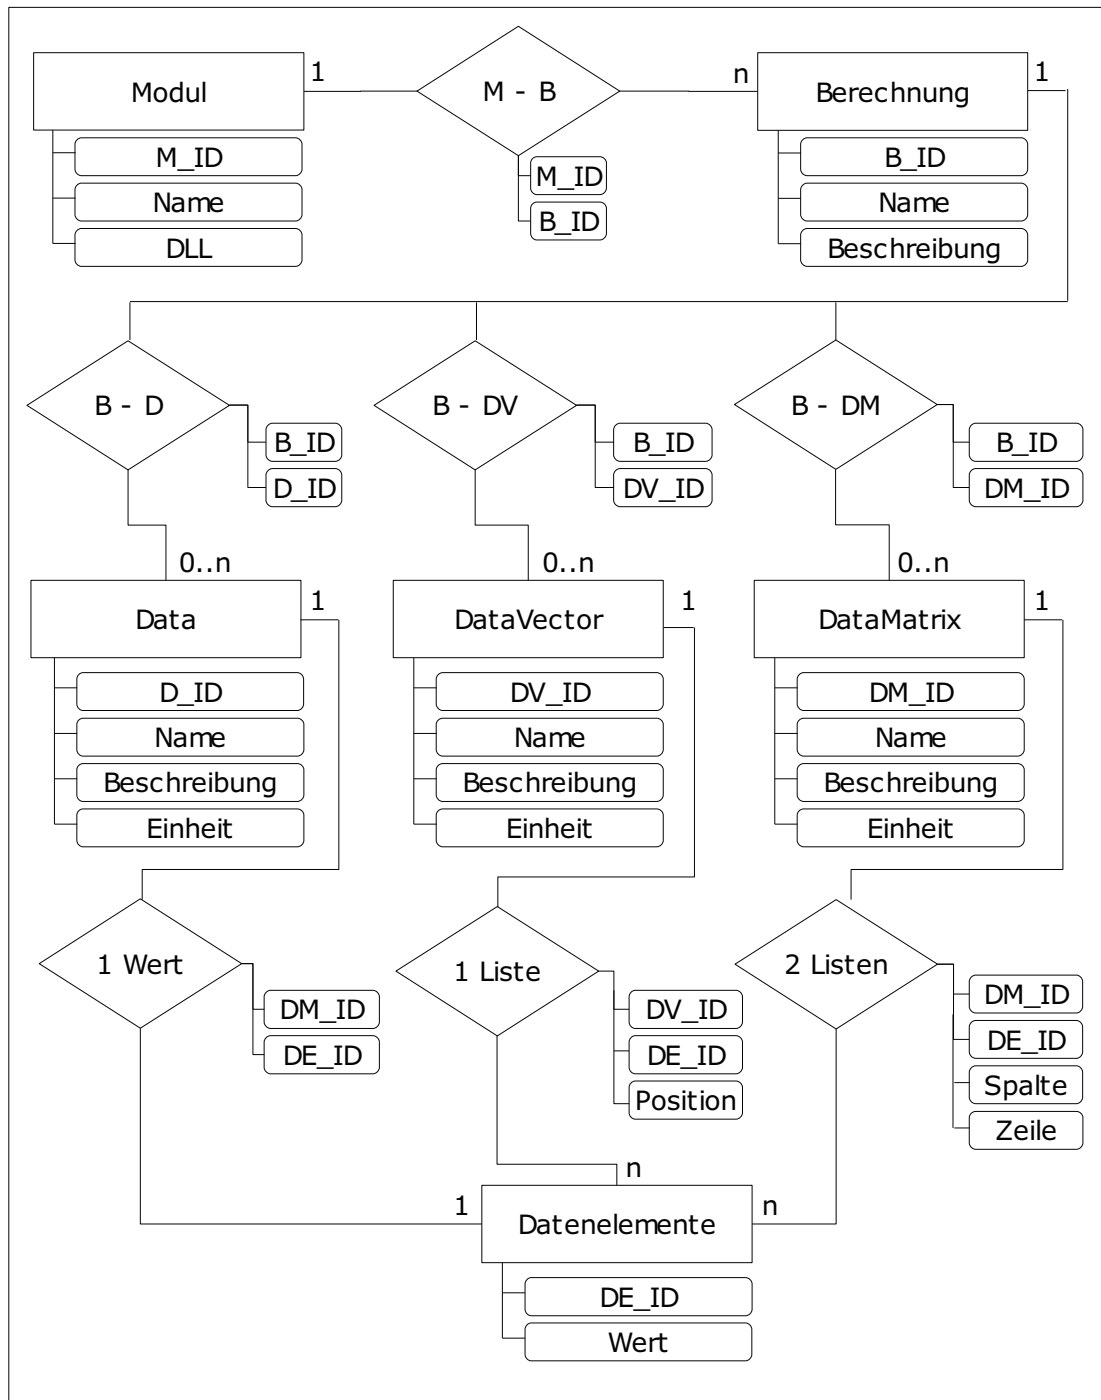 Modul
1
M - B
n
Berechnung
1
M_ID
Name
DLL
M_ID
B_ID
B_ID
Name
Beschreibung
B - D
B_ID
D_ID
B - DV
B_ID
DV_ID
B - DM
B_ID
DM_ID
0..n
0..n
0..n
Data
1
DataVector
1
DataMatrix
1
D_ID
Name
Beschreibung
Einheit
DV_ID
Name
Beschreibung
Einheit
DM_ID
Name
Beschreibung
Einheit
1 Wert
DM_ID
DE_ID
1 Liste
DV_ID
DE_ID
Position
2 Listen
DM_ID
DE_ID
Spalte
Zeile
1
n
n
Datenelemente
DE_ID
Wert